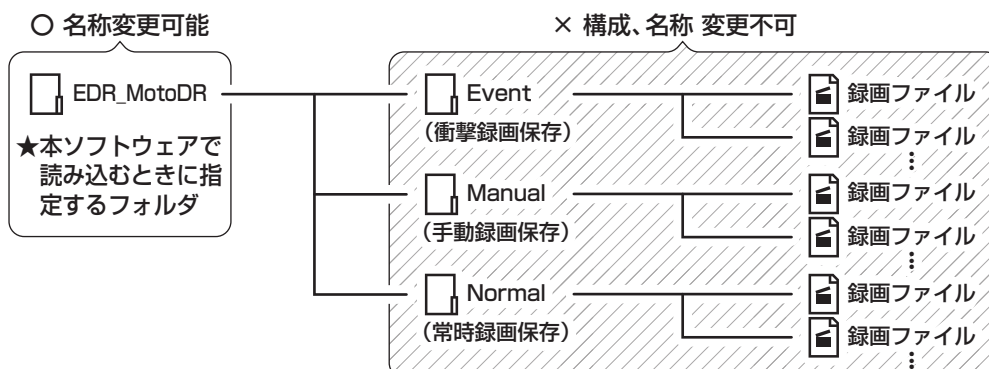 ○ 名称変更可能
× 構成、名称 変更不可
EDR_MotoDR
★本ソフトウェアで
読み込むときに指
定するフォルダ
Event
（衝撃録画保存）
録画ファイル
録画ファイル
Manual
（手動録画保存）
録画ファイル
録画ファイル
Normal
（常時録画保存）
録画ファイル
録画ファイル